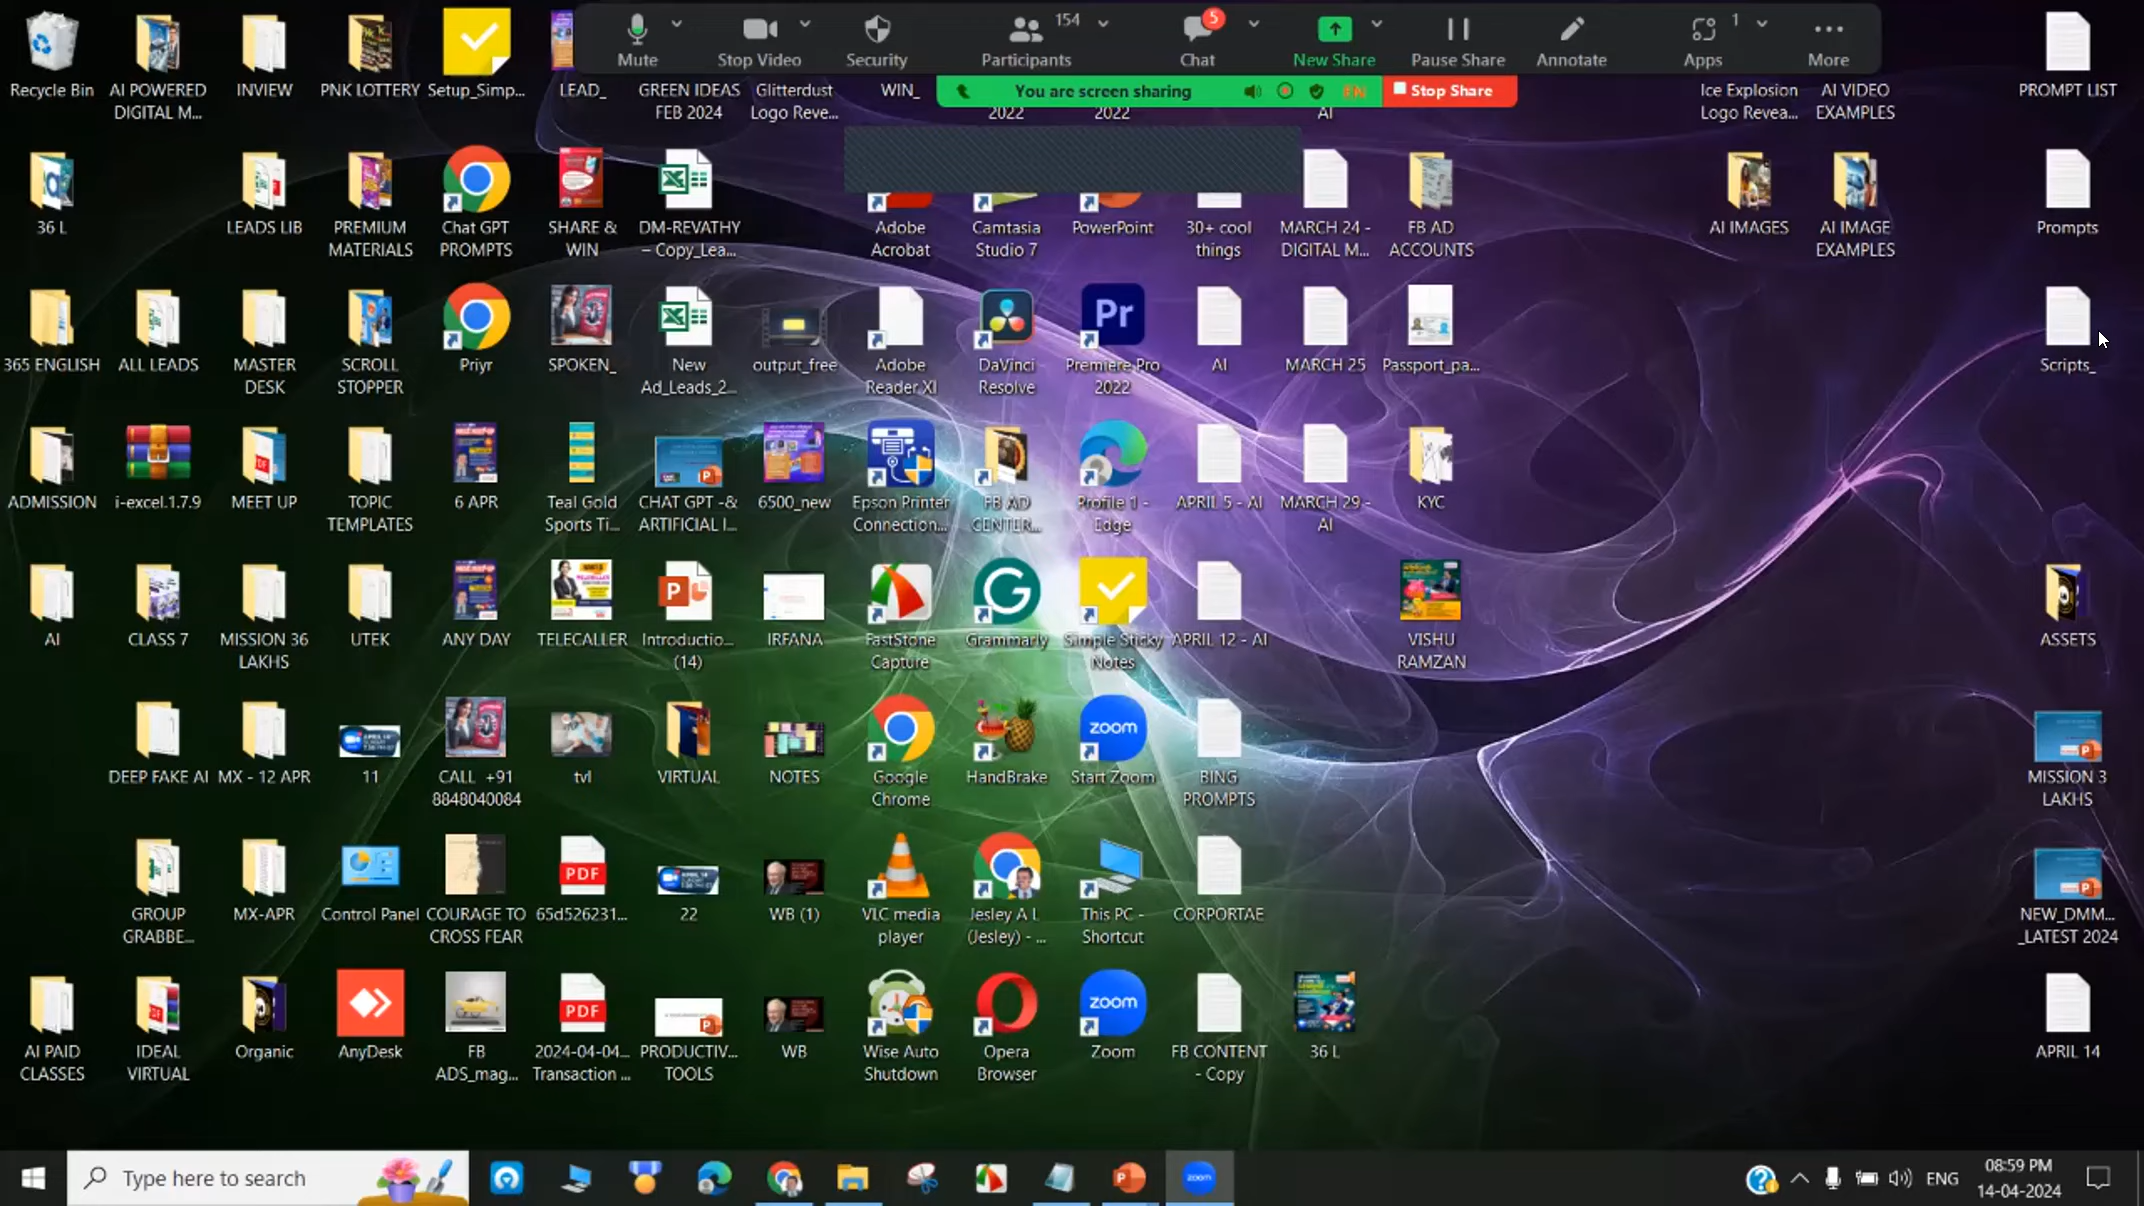 Mute
Stop Video
Security
154
Participants
5
Chat
New Share
Pause Share
Annotate
1
Apps
More
You are screen sharing
EN
Stop Share
Recycle Bin
AI POWERED
DIGITAL M...
INVIEW
PNK LOTTERY
Setup_Simp...
LEAD_
GREEN IDEAS
FEB 2024
Glitterdust
Logo Reve...
WIN_
2022
2022
AI
Ice Explosion
Logo Revea...
AI VIDEO
EXAMPLES
PROMPT LIST
36 L
LEADS LIB
PREMIUM
MATERIALS
Chat GPT
PROMPTS
SHARE &
WIN
DM-REVATHY
– Copy_Lea...
Adobe
Acrobat
Camtasia
Studio 7
PowerPoint
30+ cool
things
MARCH 24 -
DIGITAL M...
FB AD
ACCOUNTS
AI IMAGES
AI IMAGE
EXAMPLES
Prompts
365 ENGLISH
ALL LEADS
MASTER
DESK
SCROLL
STOPPER
Priyr
SPOKEN_
New
Ad_Leads_2...
output_free
Adobe
Reader XI
DaVinci
Resolve
Pr
Premiere Pro
2022
AI
MARCH 25
Passport_pa...
Scripts_
ADMISSION
i-excel.1.7.9
PDF
MEET UP
TOPIC
TEMPLATES
6 APR
Teal Gold
Sports Ti...
CHAT GPT -&
ARTIFICIAL I...
6500_new
Epson Printer
Connection...
FB AD
CENTER...
Profile 1 -
Edge
APRIL 5 - AI
MARCH 29 -
AI
KYC
AI
CLASS 7
MISSION 36
LAKHS
UTEK
ANY DAY
TELECALLER
Introductio...
(14)
IRFANA
FastStone
Capture
Grammarly
Simple Sticky
Notes
APRIL 12 - AI
VISHU
RAMZAN
ASSETS
DEEP FAKE AI
MX - 12 APR
11
CALL +91
8848040084
tvl
VIRTUAL
NOTES
Google
Chrome
HandBrake
zoom
Start Zoom
BING
PROMPTS
MISSION 3
LAKHS
GROUP
GRABBE...
MX-APR
Control Panel
COURAGE TO
CROSS FEAR
PDF
65d526231...
22
WB (1)
VLC media
player
Jesley A L
(Jesley) - ...
This PC -
Shortcut
CORPORTAE
NEW_DMM...
_LATEST 2024
AI PAID
CLASSES
PDF
IDEAL
VIRTUAL
Organic
AnyDesk
FB
ADS_mag...
PDF
2024-04-04...
Transaction ...
PRODUCTIV...
TOOLS
WB
Wise Auto
Shutdown
Opera
Browser
zoom
Zoom
FB CONTENT
- Copy
36 L
APRIL 14
Type here to search
zoom
ENG
08:59 PM
14-04-2024